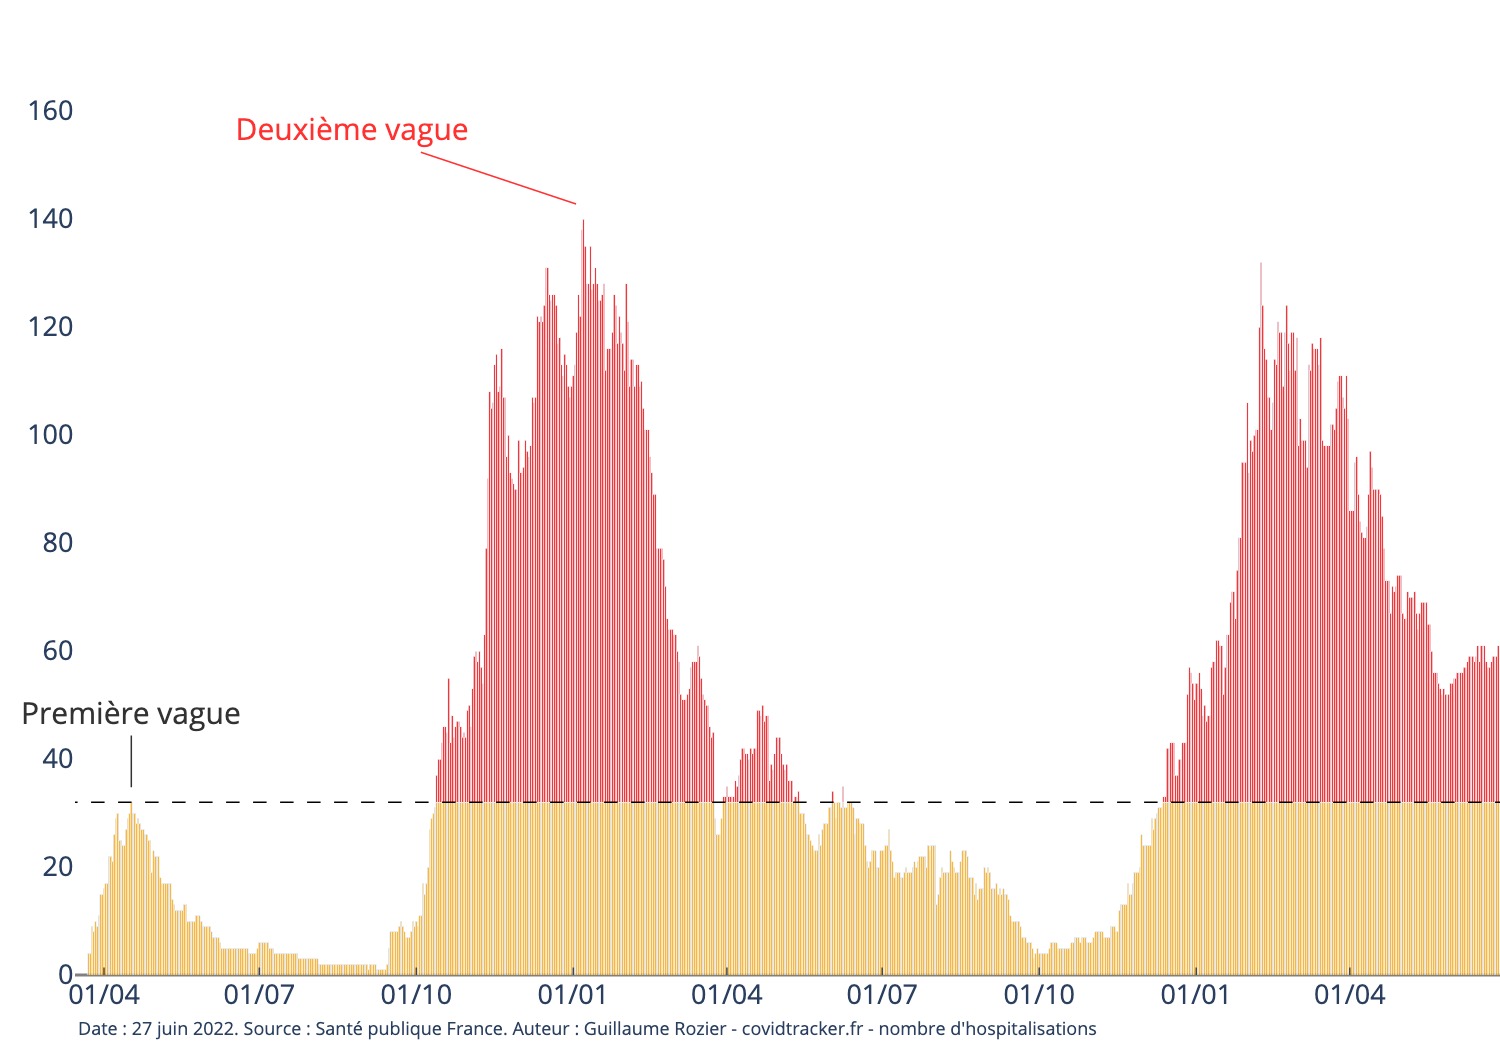 160
Deuxième vague
140
120
100
80
60
Première vague
40
20
0
01/04 01/07 01/10 01/01 01/04 01/07 01/10 01/01 01/04
Date : 27 juin 2022. Source : Santé publique France. Auteur : Guillaume Rozier - covidtracker.fr - nombre d'hospitalisations